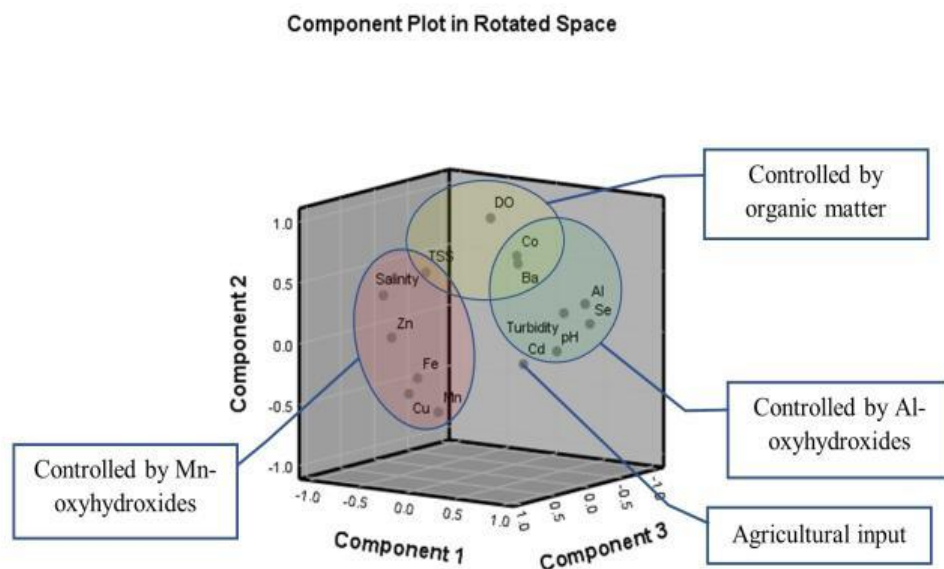 Component Plot in Rotated Space
Controlled by
organic matter
DO
Co
Ba
TSS
Salinity
Zn
Fe
Cu
Mn
Al
Se
Turbidity
pH
Cd
Component 2
1.0
0.5
0.0
-0.5
-1.0
Controlled by Al-
oxyhydroxides
Controlled by Mn-
oxyhydroxides
-1.0
-0.5
0.0
0.5
1.0
Component 1
1.0
0.5
0.0
-0.5
-1.0
Component 3
Agricultural input